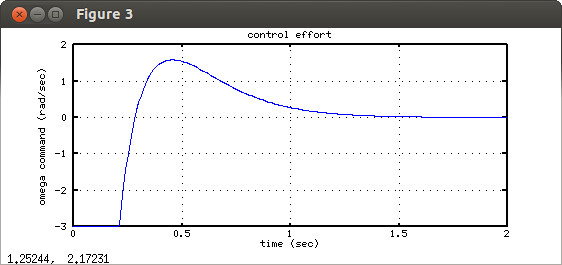 Figure 3
control effort
omega command (rad/sec)
2
1
0
-1
-2
-3
0 0.5 1 1.5 2
time (sec)
1.25244, 2.17231